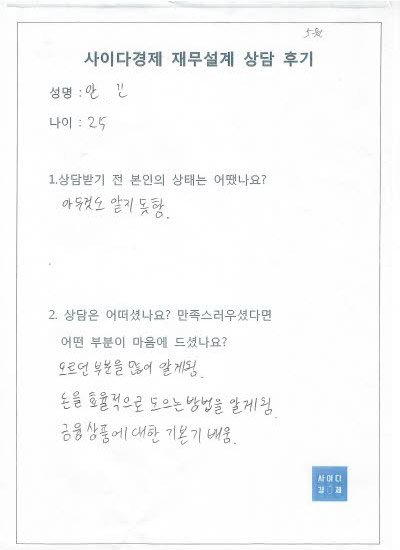 사이다경제 재무설계 상담 후기
성명 : 안
나이 : 25
1.상담받기 전 본인의 상태는 어땠나요?
아무것도 알지 못함.
2. 상담은 어떠셨나요? 만족스러우셨다면
어떤 부분이 마음에 드셨나요?
모르던 부분을 많이 알게됨.
돈을 효율적으로 모으는 방법을 알게됨.
금융상품에 대한 기본기 배움.
사이다
경제